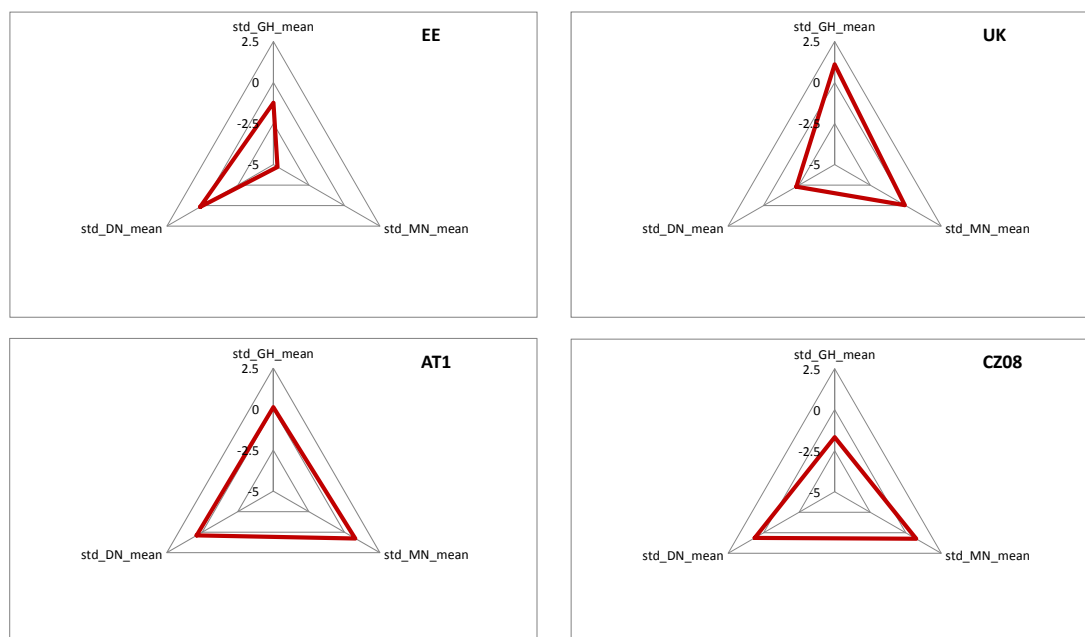 std_GH_mean
EE
2.5
0
-2.5
-5
std_DN_mean
std_MN_mean
std_GH_mean
UK
2.5
0
-2.5
-5
std_DN_mean
std_MN_mean
std_GH_mean
AT1
2.5
0
-2.5
-5
std_DN_mean
std_MN_mean
std_GH_mean
CZ08
2.5
0
-2.5
-5
std_DN_mean
std_MN_mean